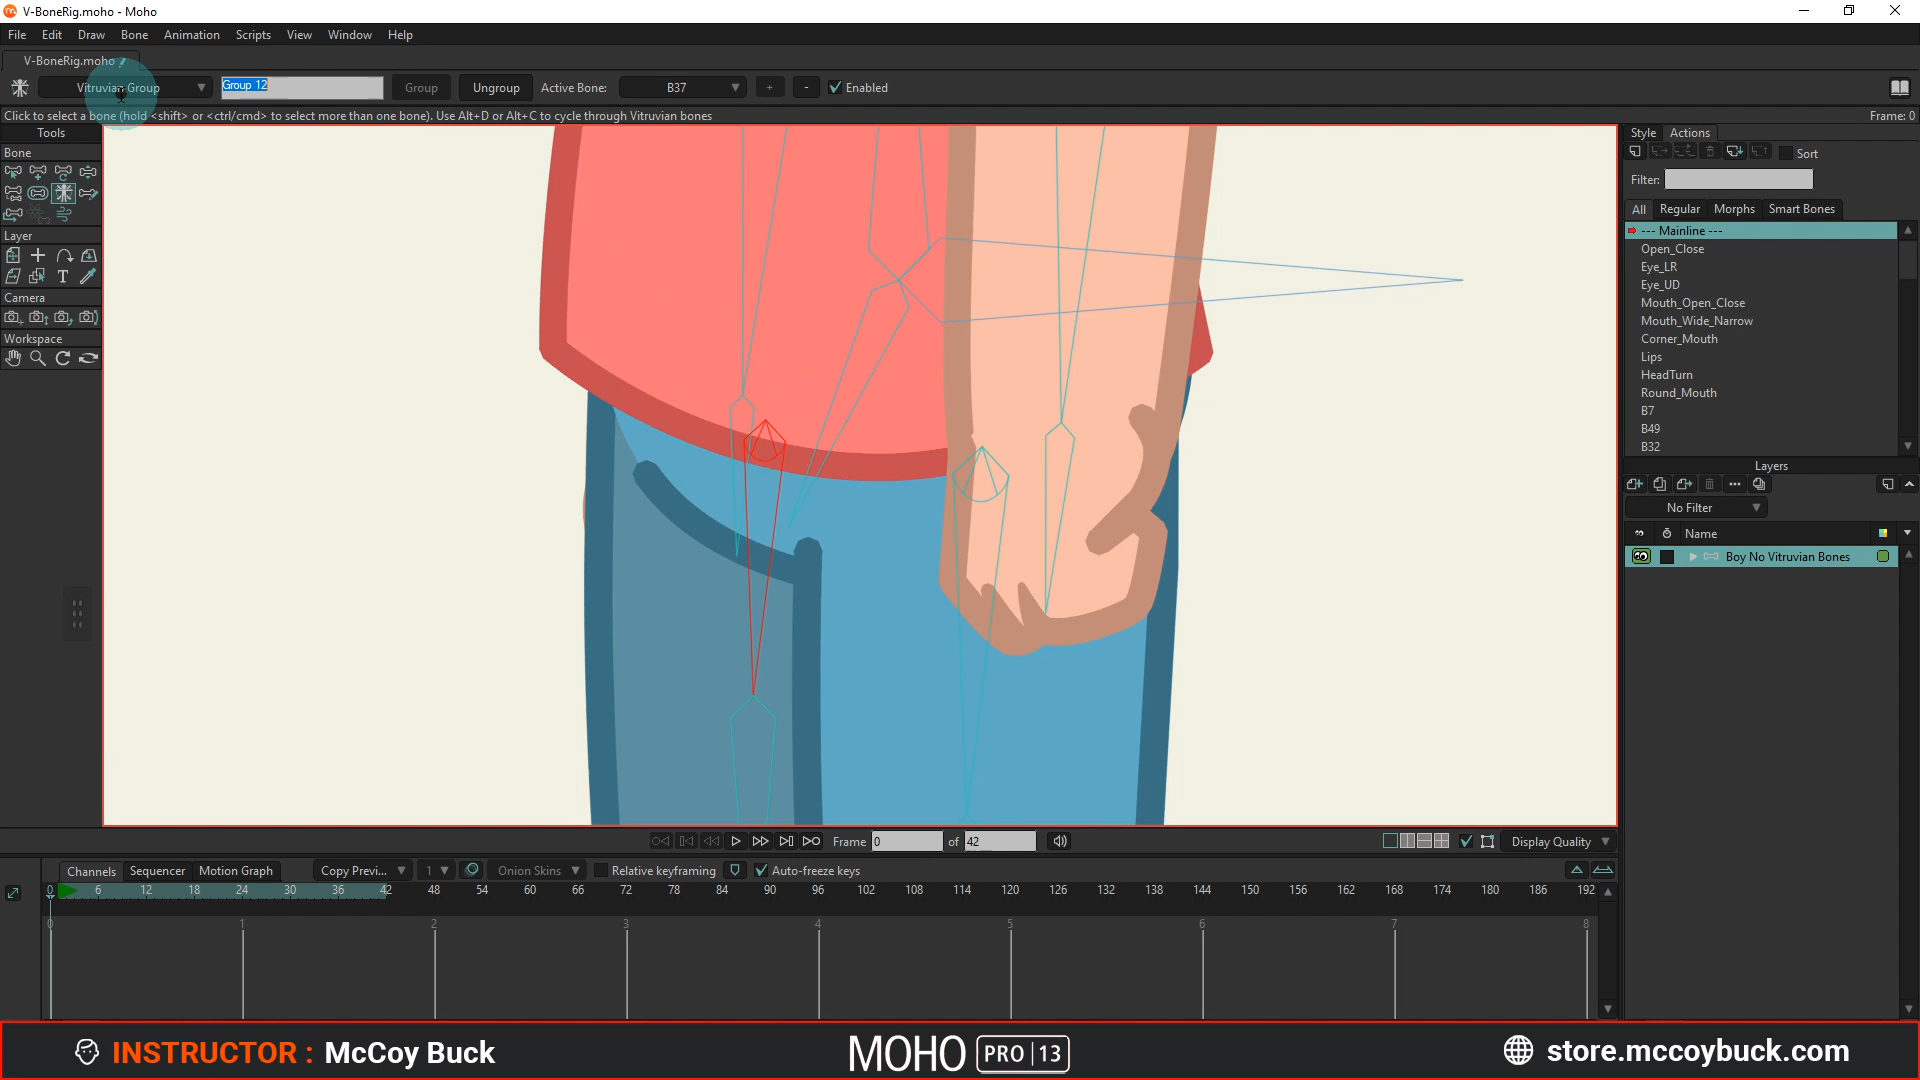 V-BoneRig.moho - Moho
File Edit Draw Bone Animation Scripts View Window Help
V-BoneRig.moho
Vitruvian Group Group 12 Group Ungroup Active Bone: B37 + - Enabled
Click to select a bone (hold <shift> or <ctrl/cmd> to select more than one bone). Use Alt+D or Alt+C to cycle through Vitruvian bones Frame: 0
Tools
Bone
Layer
Camera
Workspace
Style Actions
Sort
Filter:
All Regular Morphs Smart Bones
--- Mainline ---
Open_Close
Eye_LR
Eye_UD
Mouth_Open_Close
Mouth_Wide_Narrow
Corner_Mouth
Lips
HeadTurn
Round_Mouth
B7
B49
B32
Layers
No Filter
Name
Boy No Vitruvian Bones
Frame 0 of 42 Display Quality
Channels Sequencer Motion Graph Copy Previ... 1 Onion Skins Relative keyframing Auto-freeze keys
0 6 12 18 24 30 36 42 48 54 60 66 72 78 84 90 96 102 108 114 120 126 132 138 144 150 156 162 168 174 180 186 192
0 1 2 3 4 5 6 7 8
INSTRUCTOR : McCoy Buck MOHO PRO 13 store.mccoybuck.com